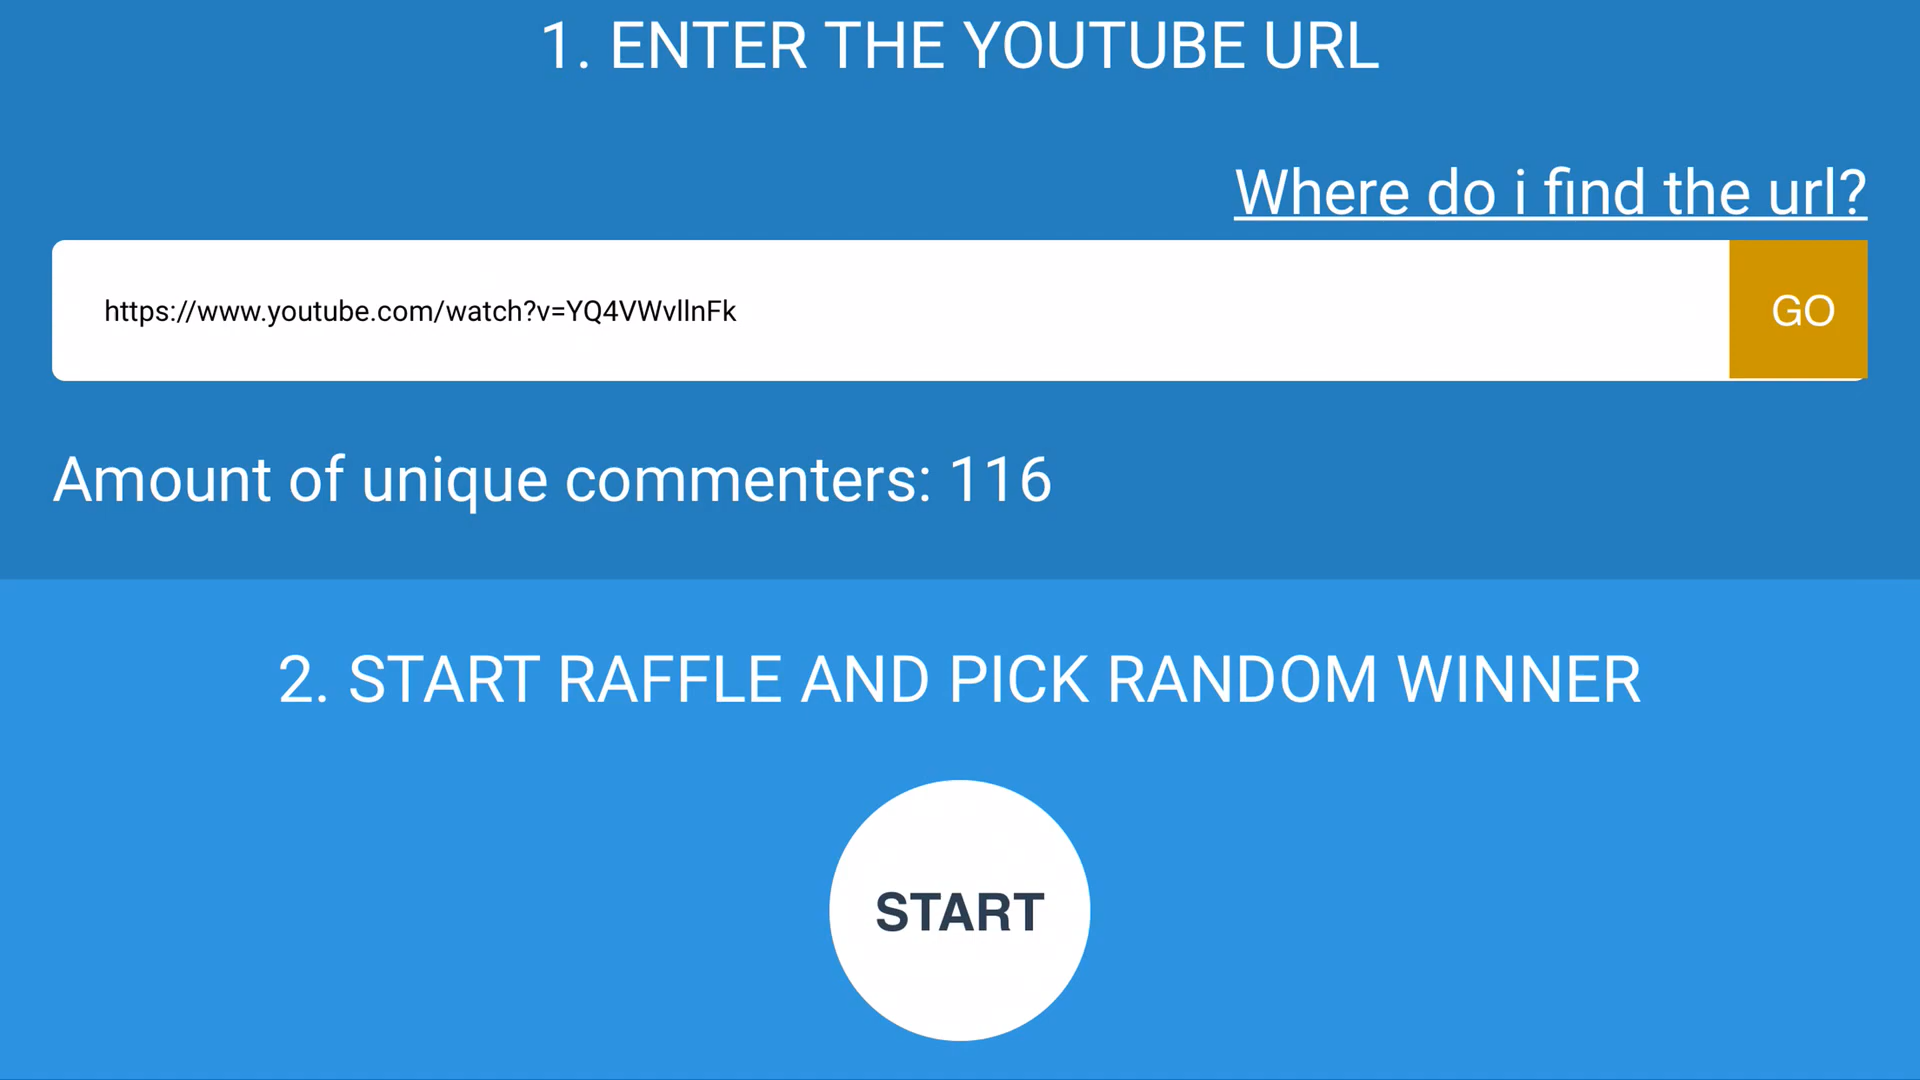 1. ENTER THE YOUTUBE URL
Where do i find the url?
https://www.youtube.com/watch?v=YQ4VWvllnFk
GO
Amount of unique commenters: 116
2. START RAFFLE AND PICK RANDOM WINNER
START